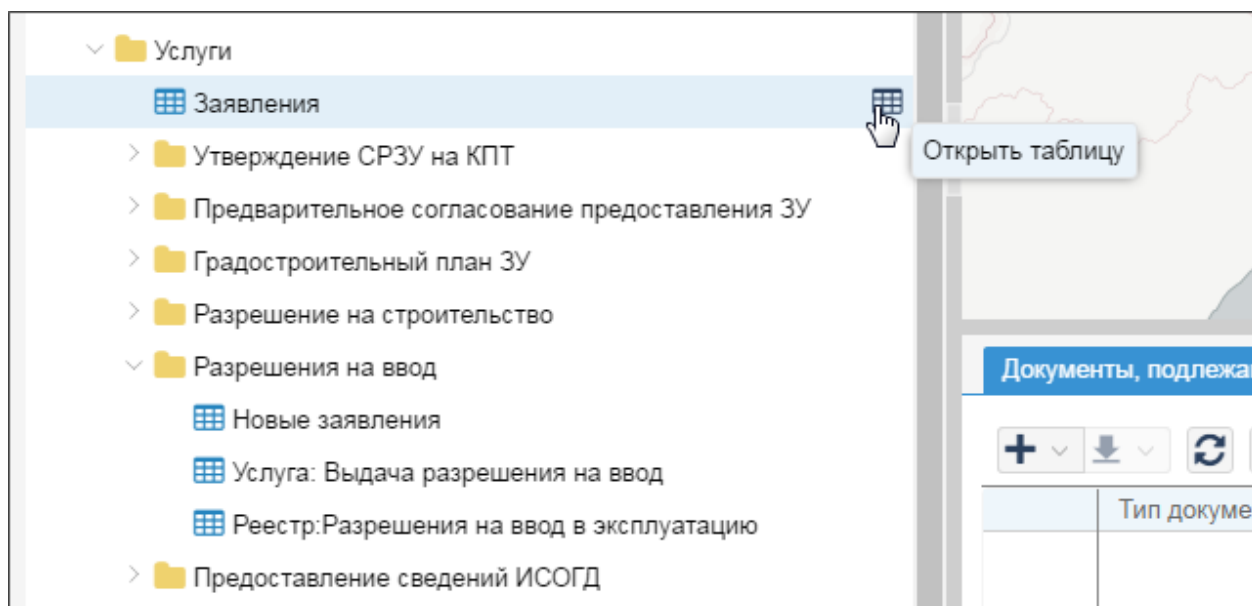 Услуги
Заявления
Открыть таблицу
Утверждение СРЗУ на КПТ
Предварительное согласование предоставления ЗУ
Градостроительный план ЗУ
Разрешение на строительство
Разрешения на ввод
Новые заявления
Услуга: Выдача разрешения на ввод
Реестр:Разрешения на ввод в эксплуатацию
Предоставление сведений ИСОГД
Документы,
Тип